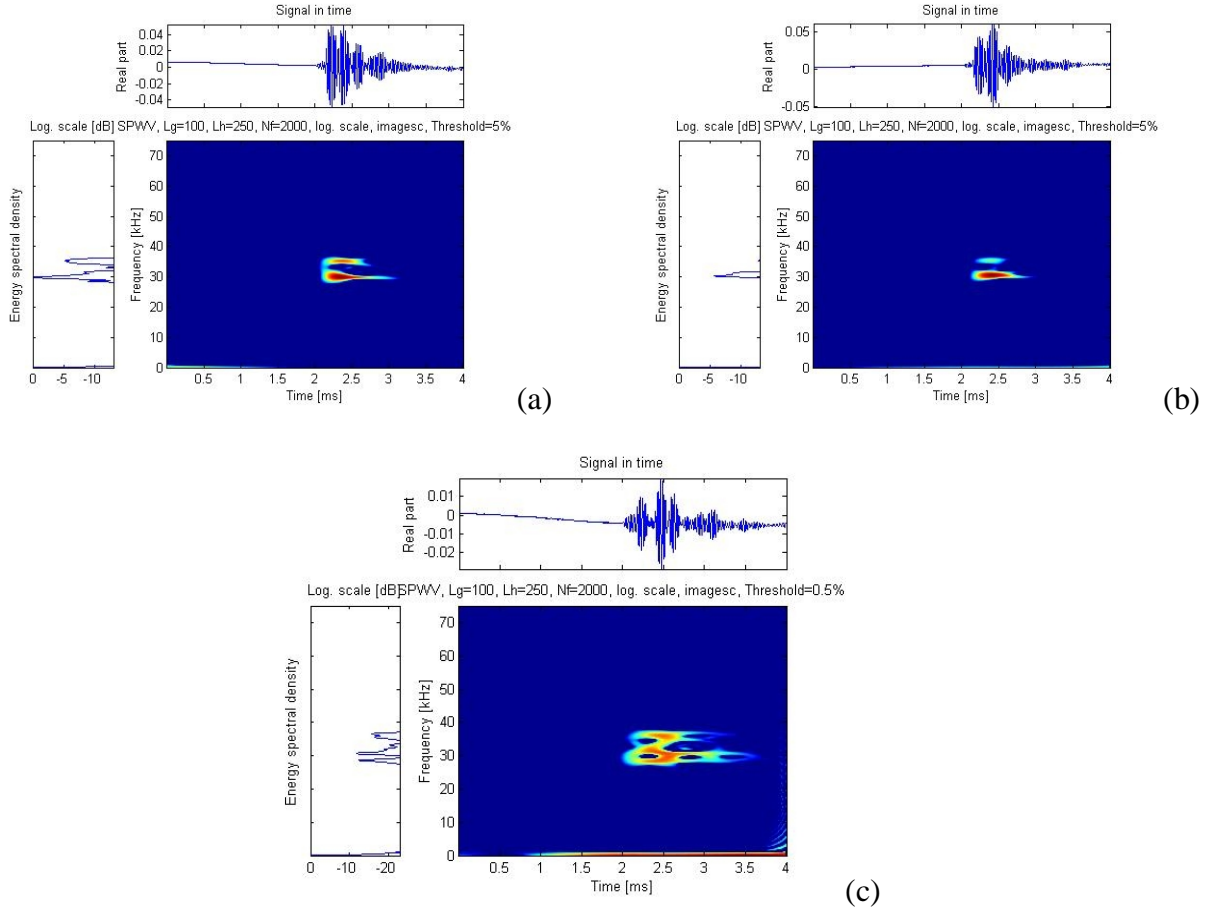 Signal in time
Real part
0.04
0.02
0
-0.02
-0.04
Log. scale [dB] SPWV, Lg=100, Lh=250, Nf=2000, log. scale, imagesc, Threshold=5%
Energy spectral density
Frequency [kHz]
70
60
50
40
30
20
10
0
0 -5 -10
0.5 1 1.5 2 2.5 3 3.5 4
Time [ms]
(a)
Signal in time
Real part
0.05
0
-0.05
Log. scale [dB] SPWV, Lg=100, Lh=250, Nf=2000, log. scale, imagesc, Threshold=5%
Energy spectral density
Frequency [kHz]
70
60
50
40
30
20
10
0
0 -5 -10
0.5 1 1.5 2 2.5 3 3.5 4
Time [ms]
(b)
Signal in time
Real part
0.01
0
-0.01
-0.02
Log. scale [dB]SPWV, Lg=100, Lh=250, Nf=2000, log. scale, imagesc, Threshold=0.5%
Energy spectral density
Frequency [kHz]
70
60
50
40
30
20
10
0
0 -10 -20
0.5 1 1.5 2 2.5 3 3.5 4
Time [ms]
(c)